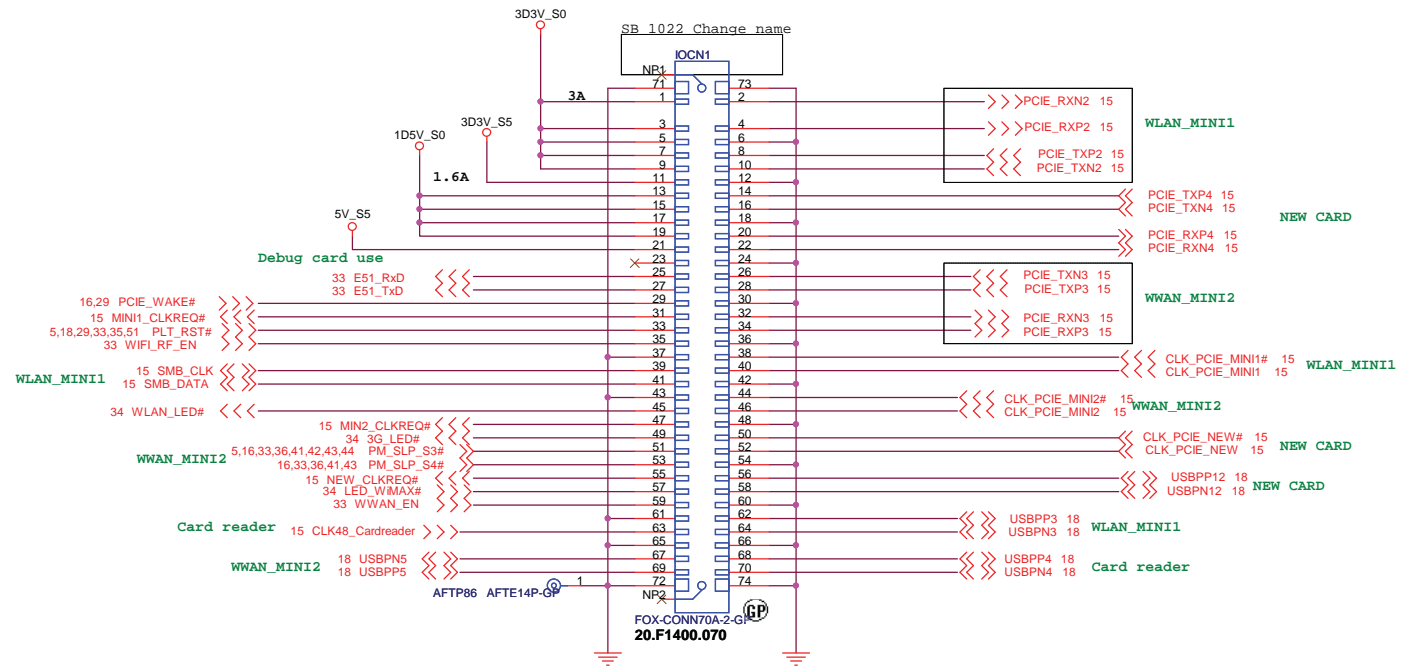 3D3V_S0
SB 1022 Change name
IOCN1
NP1
71 73
3A 1 2 PCIE_RXN2 15
3D3V_S5 3 4 PCIE_RXP2 15 WLAN_MINI1
1D5V_S0 5 6
7 8 PCIE_TXP2 15
9 10 PCIE_TXN2 15
1.6A 11 12
13 14 PCIE_TXP4 15
15 16 PCIE_TXN4 15
5V_S5 17 18 NEW CARD
19 20 PCIE_RXP4 15
21 22 PCIE_RXN4 15
Debug card use 23 24
33 E51_RxD 25 26 PCIE_TXN3 15
33 E51_TxD 27 28 PCIE_TXP3 15
16,29 PCIE_WAKE# 29 30 WWAN_MINI2
15 MINI1_CLKREQ# 31 32 PCIE_RXN3 15
5,18,29,33,35,51 PLT_RST# 33 34 PCIE_RXP3 15
33 WIFI_RF_EN 35 36
37 38 CLK_PCIE_MINI1# 15
WLAN_MINI1 15 SMB_CLK 39 40 CLK_PCIE_MINI1 15 WLAN_MINI1
15 SMB_DATA 41 42
43 44 CLK_PCIE_MINI2# 15
34 WLAN_LED# 45 46 CLK_PCIE_MINI2 15 WWAN_MINI2
15 MIN2_CLKREQ# 47 48
34 3G_LED# 49 50 CLK_PCIE_NEW# 15
5,16,33,36,41,42,43,44 PM_SLP_S3# 51 52 CLK_PCIE_NEW 15 NEW CARD
WWAN_MINI2 16,33,36,41,43 PM_SLP_S4# 53 54
15 NEW_CLKREQ# 55 56 USBPP12 18
34 LED_WiMAX# 57 58 USBPN12 18 NEW CARD
33 WWAN_EN 59 60
61 62 USBPP3 18
Card reader 15 CLK48_Cardreader 63 64 USBPN3 18 WLAN_MINI1
65 66
18 USBPN5 67 68 USBPP4 18
WWAN_MINI2 18 USBPP5 69 70 USBPN4 18 Card reader
AFTP86 AFTE14P-GP 1 72 74
NP2
GP
FOX-CONN70A-2-GP
20.F1400.070